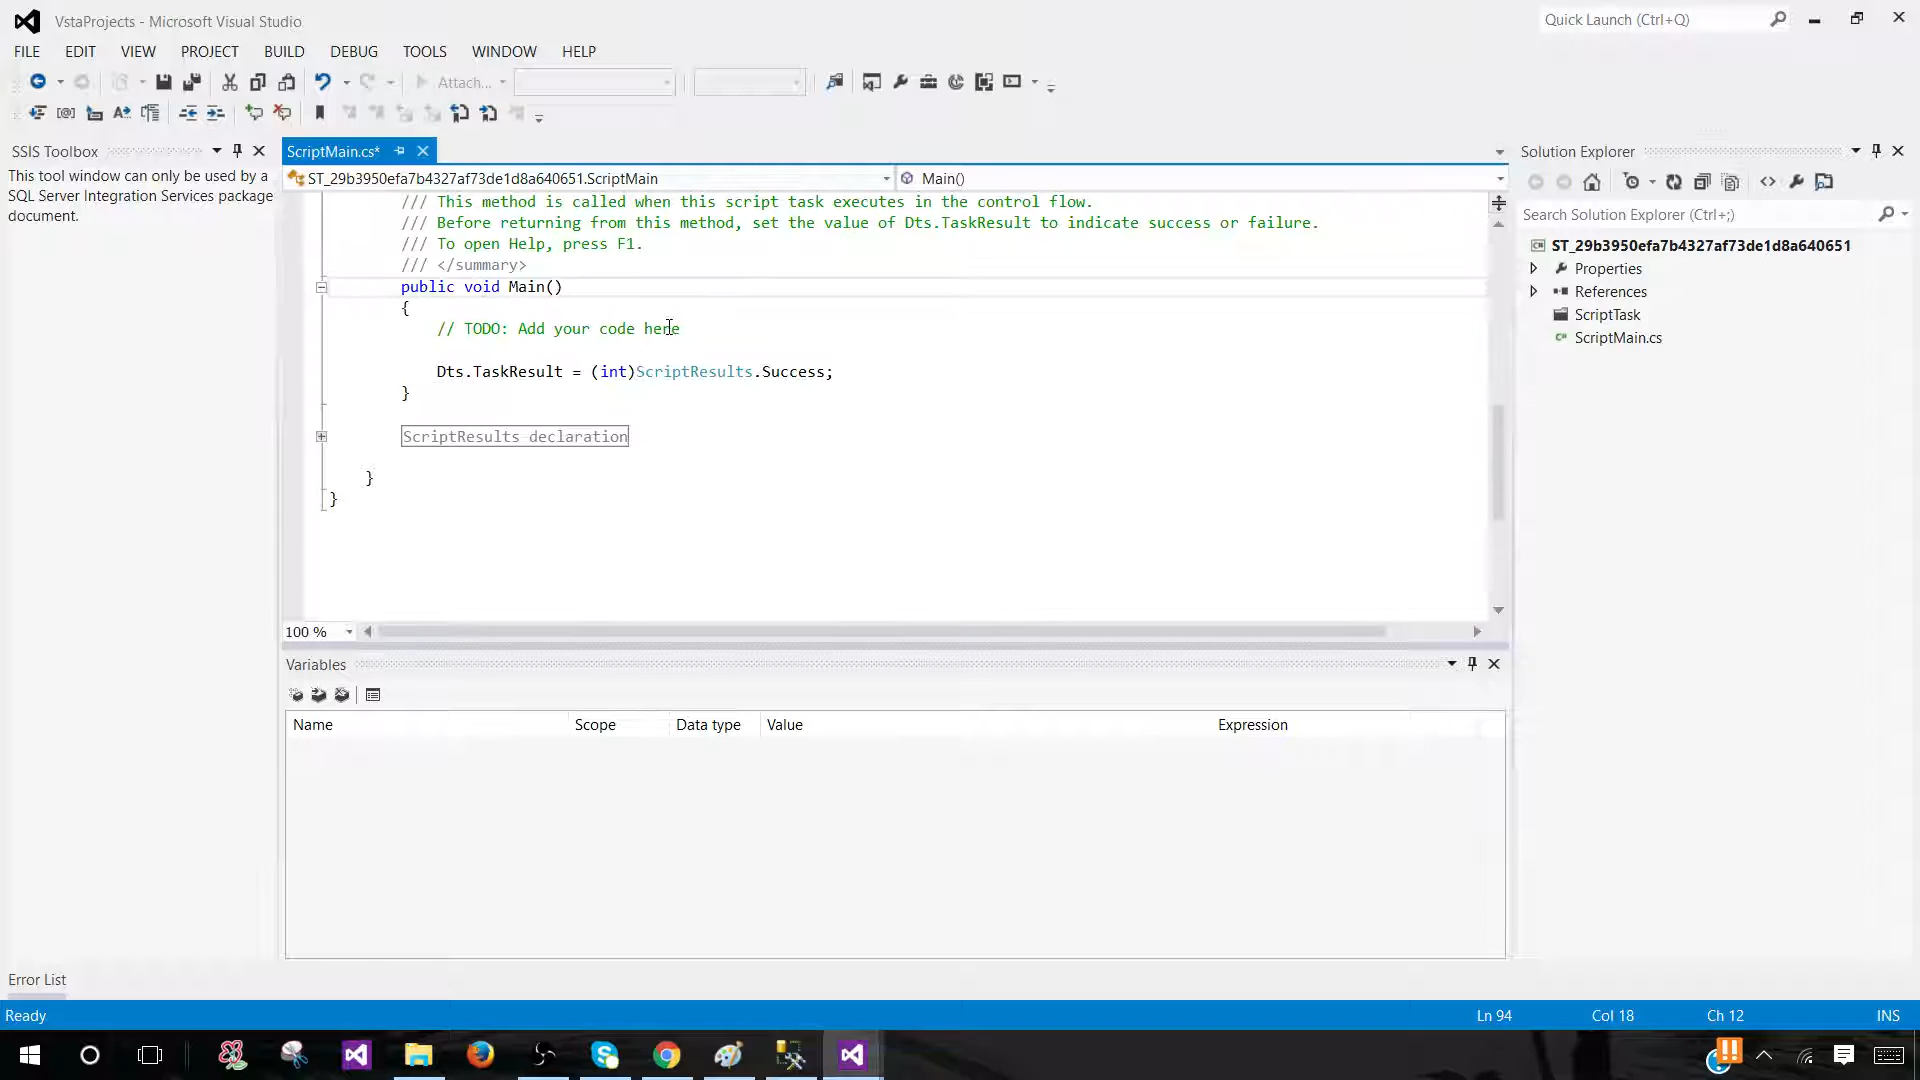 VstaProjects - Microsoft Visual Studio
Quick Launch (Ctrl+Q)
FILE EDIT VIEW PROJECT BUILD DEBUG TOOLS WINDOW HELP
Attach...
SSIS Toolbox
This tool window can only be used by a
SQL Server Integration Services package
document.
ScriptMain.cs*
ST_29b3950efa7b4327af73de1d8a640651.ScriptMain
Main()
/// This method is called when this script task executes in the control flow.
/// Before returning from this method, set the value of Dts.TaskResult to indicate success or failure.
/// To open Help, press F1.
/// </summary>
public void Main()
{
// TODO: Add your code here
Dts.TaskResult = (int)ScriptResults.Success;
}
ScriptResults declaration
}
}
100 %
Solution Explorer
Search Solution Explorer (Ctrl+;)
ST_29b3950efa7b4327af73de1d8a640651
Properties
References
ScriptTask
ScriptMain.cs
Variables
Name Scope Data type Value Expression
Error List
Ready
Ln 94 Col 18 Ch 12 INS